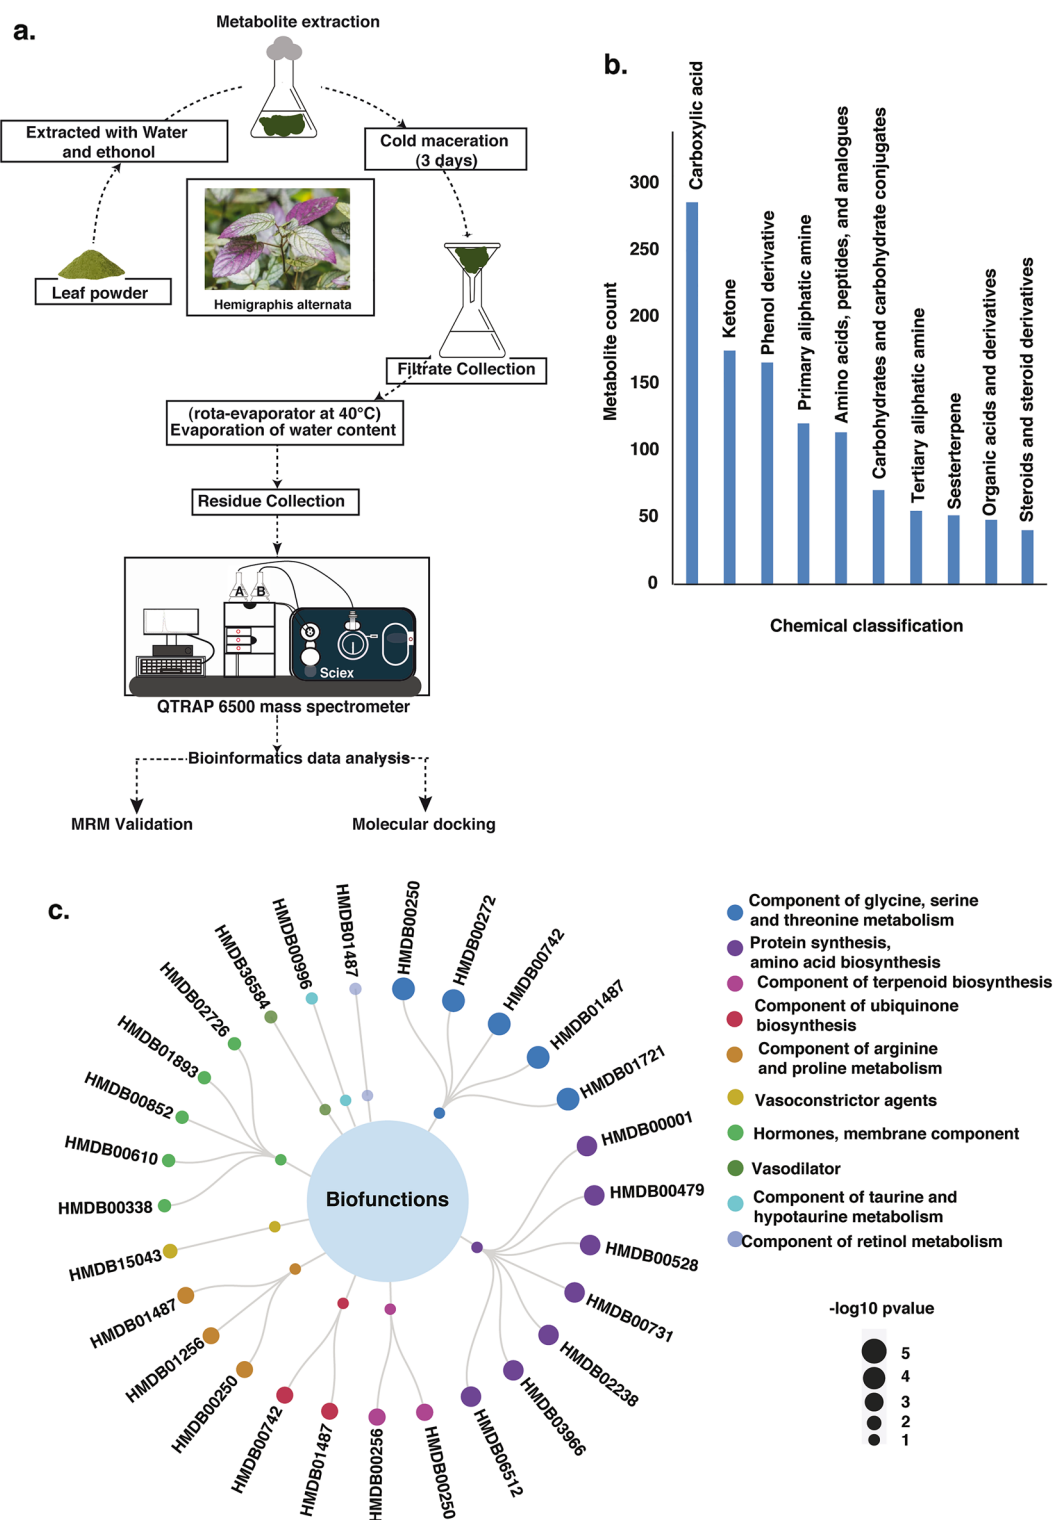 a.
Metabolite extraction
Extracted with Water
and ethonol
Cold maceration
(3 days)
Leaf powder
Hemigraphis alternata
Filtrate Collection
(rota-evaporator at 40°C)
Evaporation of water content
Residue Collection
A B
Sciex
QTRAP 6500 mass spectrometer
Bioinformatics data analysis
MRM Validation
Molecular docking
b.
Metabolite count
300
250
200
150
100
50
0
Carboxylic acid
Ketone
Phenol derivative
Primary aliphatic amine
Amino acids, peptides, and analogues
Carbohydrates and carbohydrate conjugates
Tertiary aliphatic amine
Sesterterpene
Organic acids and derivatives
Steroids and steroid derivatives
Chemical classification
c.
Biofunctions
HMDB00250
HMDB00272
HMDB00742
HMDB01487
HMDB01721
HMDB00001
HMDB00479
HMDB00528
HMDB00731
HMDB02238
HMDB03966
HMDB06512
HMDB00250
HMDB00256
HMDB01487
HMDB00742
HMDB00250
HMDB01256
HMDB01487
HMDB15043
HMDB00338
HMDB00610
HMDB00852
HMDB01893
HMDB02726
HMDB36584
HMDB00996
HMDB01487
Component of glycine, serine
and threonine metabolism
Protein synthesis,
amino acid biosynthesis
Component of terpenoid biosynthesis
Component of ubiquinone
biosynthesis
Component of arginine
and proline metabolism
Vasoconstrictor agents
Hormones, membrane component
Vasodilator
Component of taurine and
hypotaurine metabolism
Component of retinol metabolism
-log10 pvalue
5
4
3
2
1